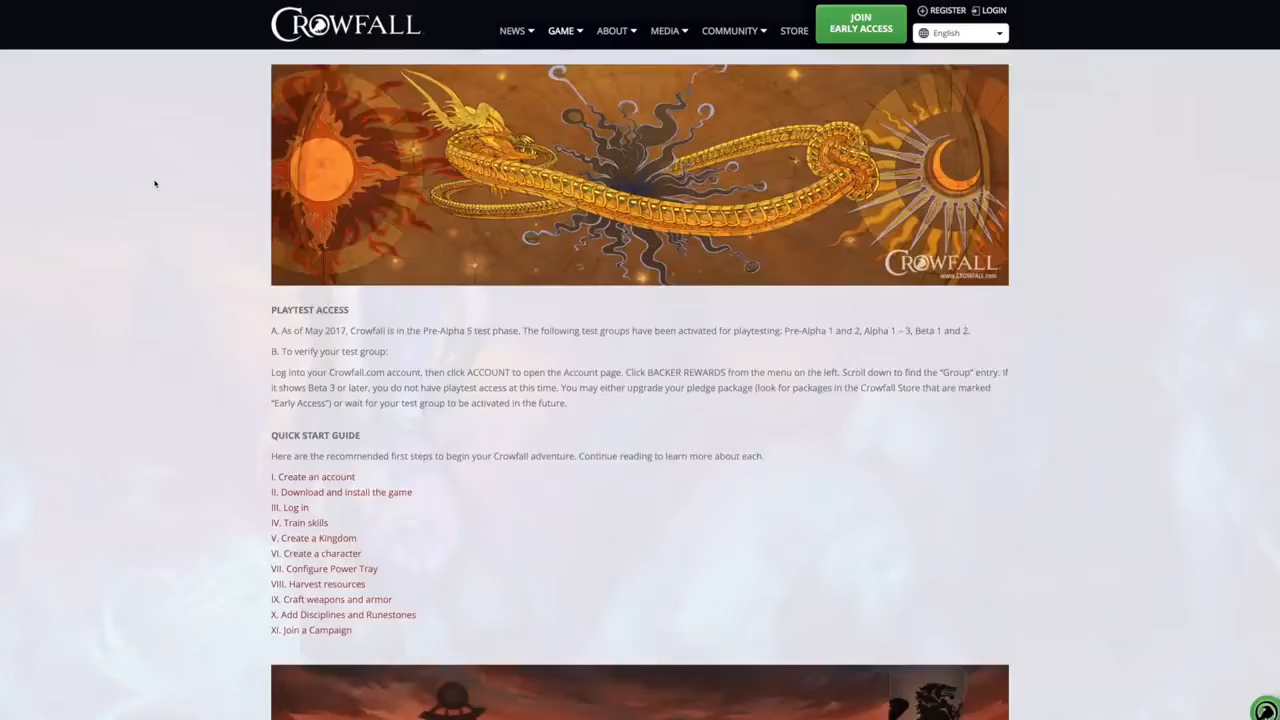 CROWFALL
NEWS GAME ABOUT MEDIA COMMUNITY STORE
JOIN
EARLY ACCESS
REGISTER LOGIN
English
CROWFALL
www.CROWFALL.com
PLAYTEST ACCESS
A. As of May 2017, Crowfall is in the Pre-Alpha 5 test phase. The following test groups have been activated for playtesting: Pre-Alpha 1 and 2, Alpha 1 – 3, Beta 1 and 2.
B. To verify your test group:
Log into your Crowfall.com account, then click ACCOUNT to open the Account page. Click BACKER REWARDS from the menu on the left. Scroll down to find the “Group” entry. If
it shows Beta 3 or later, you do not have playtest access at this time. You may either upgrade your pledge package (look for packages in the Crowfall Store that are marked
“Early Access”) or wait for your test group to be activated in the future.
QUICK START GUIDE
Here are the recommended first steps to begin your Crowfall adventure. Continue reading to learn more about each.
I. Create an account
II. Download and install the game
III. Log in
IV. Train skills
V. Create a Kingdom
VI. Create a character
VII. Configure Power Tray
VIII. Harvest resources
IX. Craft weapons and armor
X. Add Disciplines and Runestones
XI. Join a Campaign